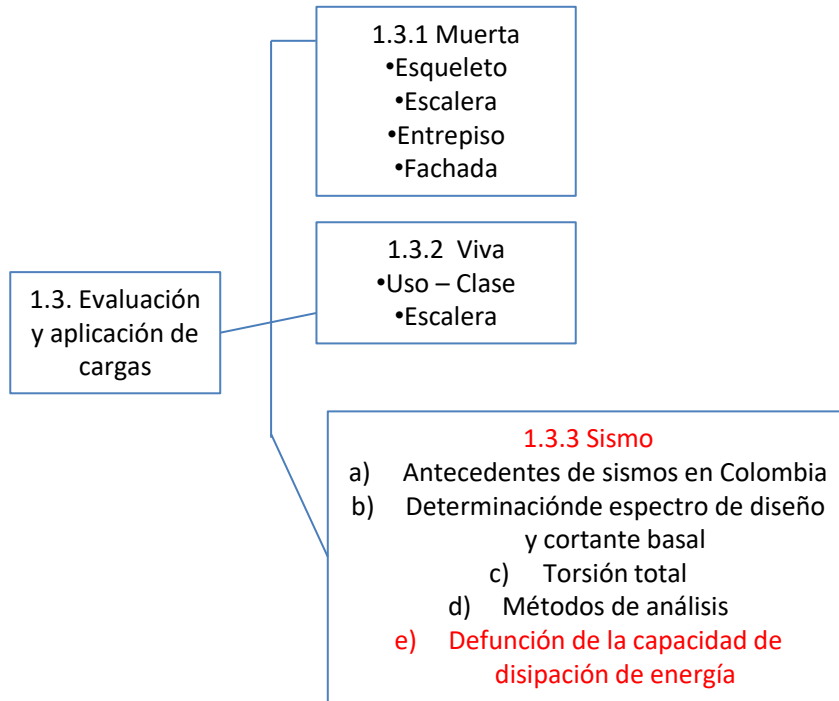 1.3.1 Muerta
•Esqueleto
•Escalera
•Entrepiso
•Fachada
1.3.2 Viva
•Uso – Clase
•Escalera
1.3. Evaluación
y aplicación de
cargas
1.3.3 Sismo
a) Antecedentes de sismos en Colombia
b) Determinaciónde espectro de diseño
y cortante basal
c) Torsión total
d) Métodos de análisis
e) Defunción de la capacidad de
disipación de energía